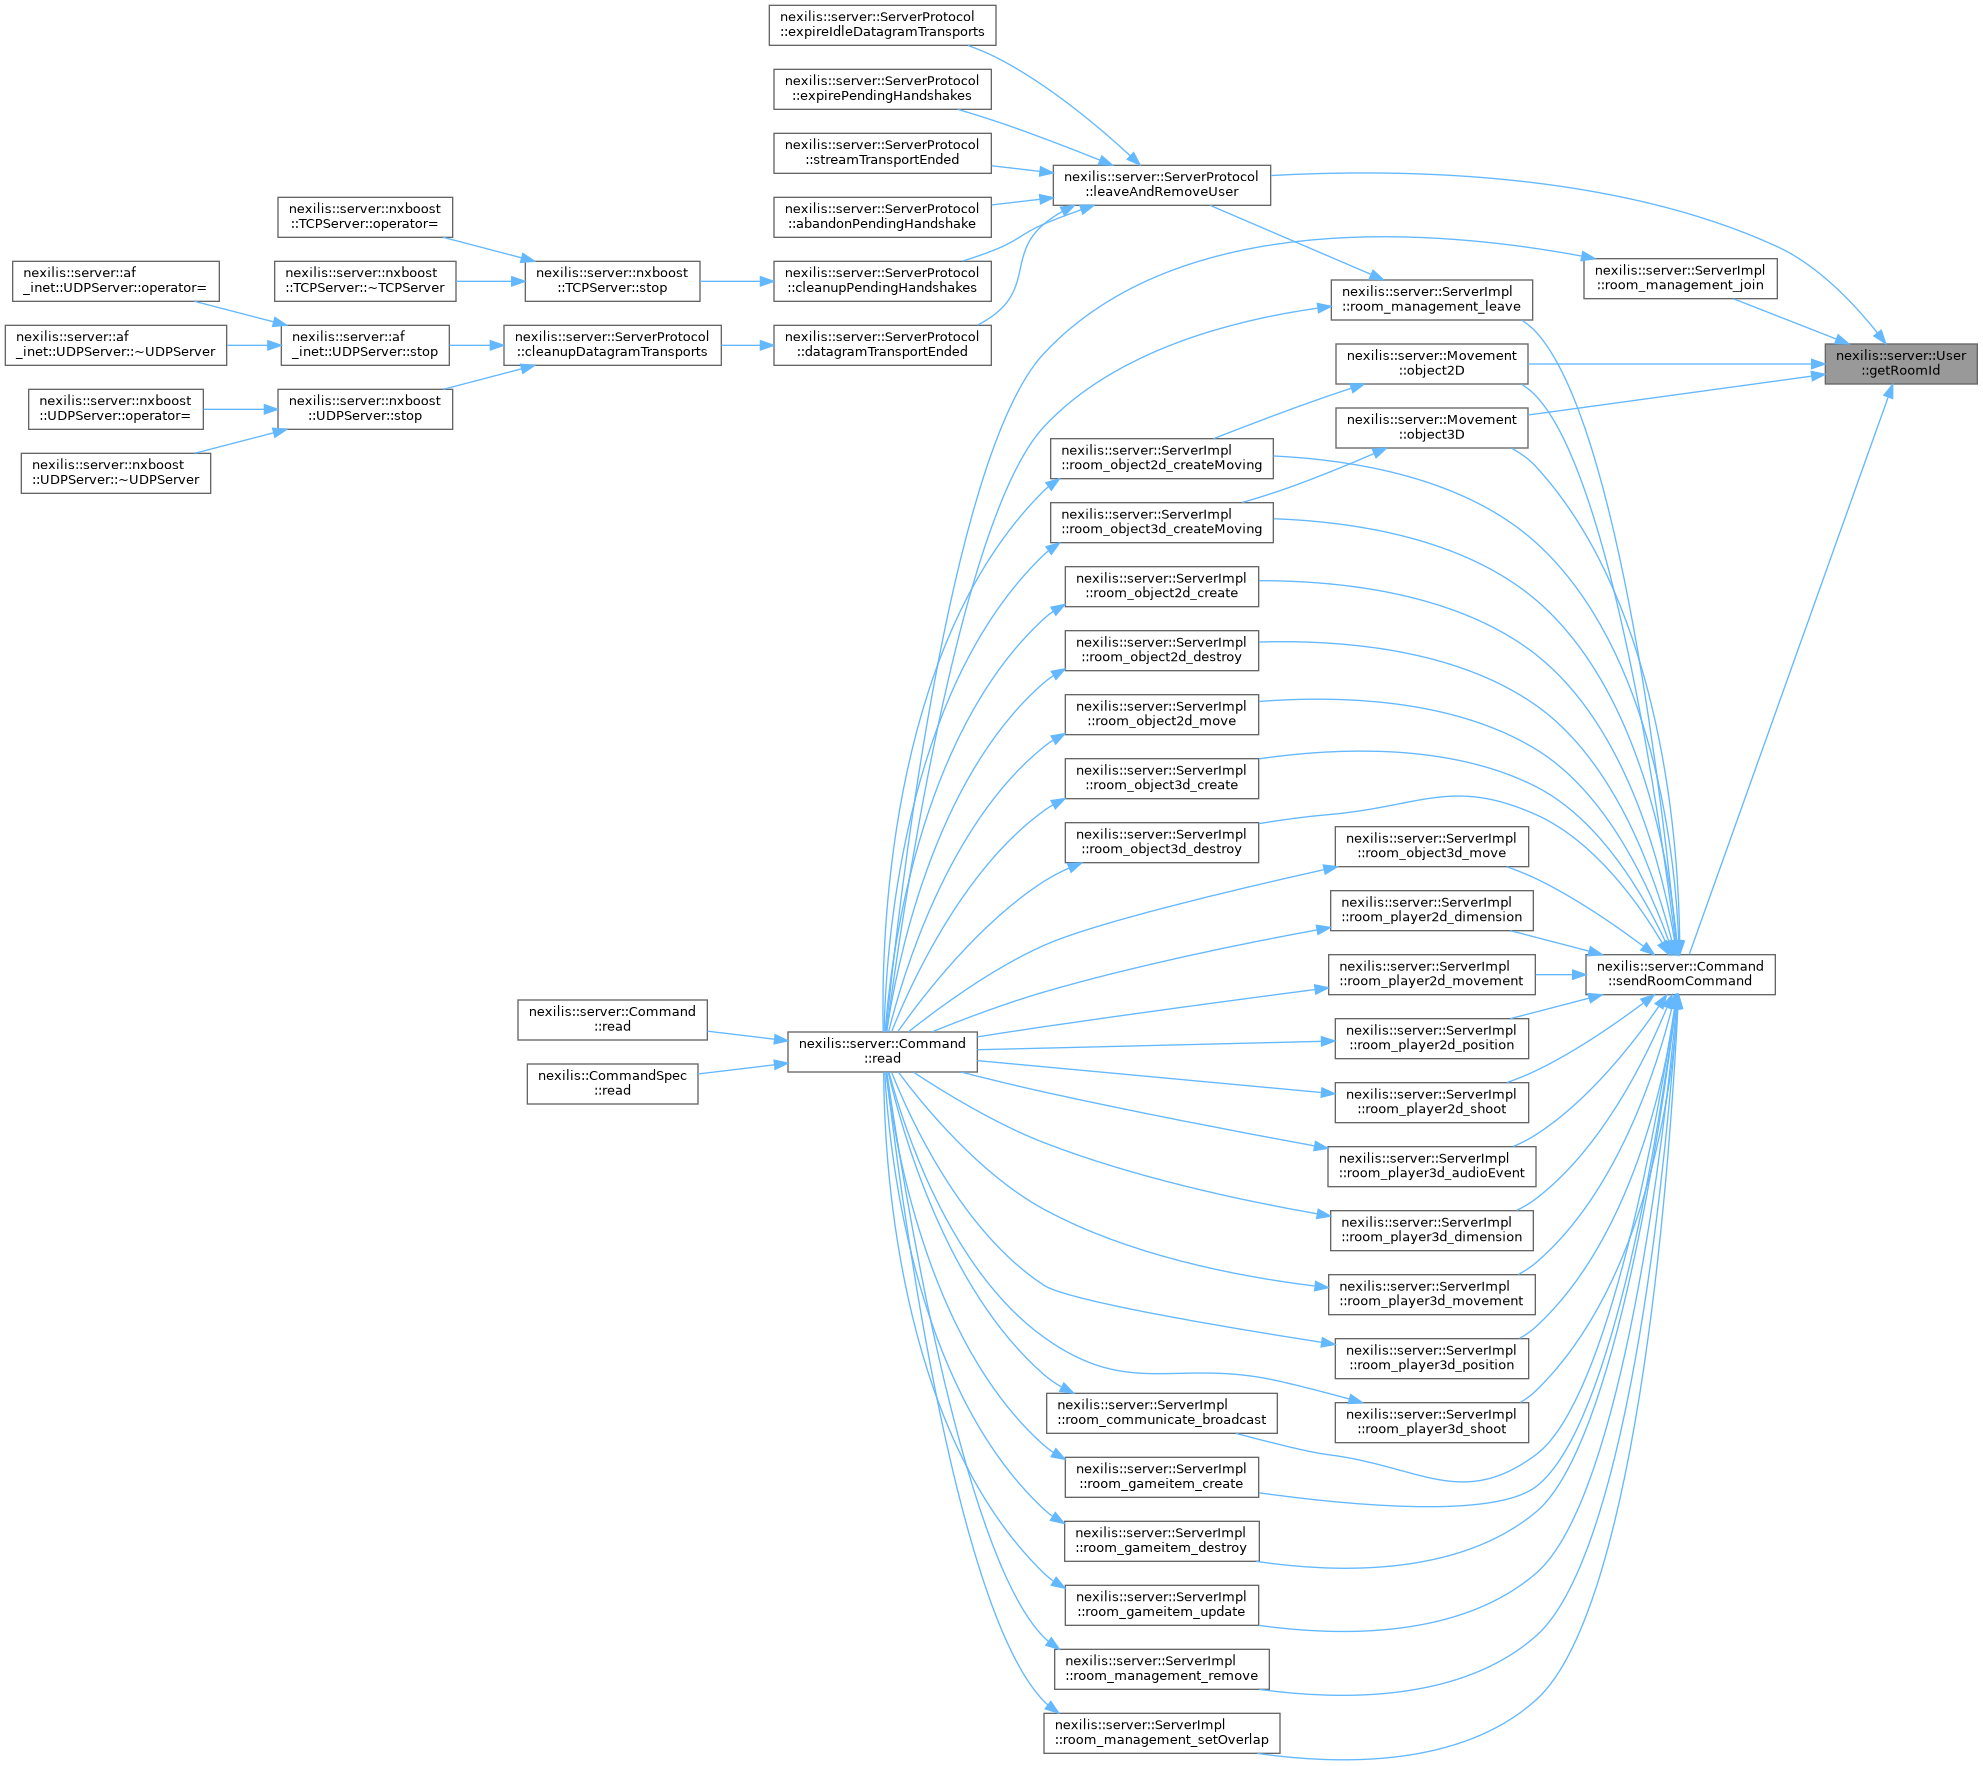 nexilis::server::ServerProtocol
::expireIdleDatagramTransports
nexilis::server::ServerProtocol
::expirePendingHandshakes
nexilis::server::ServerProtocol
::streamTransportEnded
nexilis::server::ServerProtocol
::leaveAndRemoveUser
nexilis::server::nxboost
::TCPServer::operator=
nexilis::server::ServerProtocol
::abandonPendingHandshake
nexilis::server::af
_inet::UDPServer::operator=
nexilis::server::nxboost
::TCPServer::~TCPServer
nexilis::server::nxboost
::TCPServer::stop
nexilis::server::ServerProtocol
::cleanupPendingHandshakes
nexilis::server::ServerImpl
::room_management_join
nexilis::server::ServerImpl
::room_management_leave
nexilis::server::af
_inet::UDPServer::~UDPServer
nexilis::server::af
_inet::UDPServer::stop
nexilis::server::ServerProtocol
::cleanupDatagramTransports
nexilis::server::ServerProtocol
::datagramTransportEnded
nexilis::server::Movement
::object2D
nexilis::server::User
::getRoomId
nexilis::server::nxboost
::UDPServer::operator=
nexilis::server::nxboost
::UDPServer::stop
nexilis::server::Movement
::object3D
nexilis::server::nxboost
::UDPServer::~UDPServer
nexilis::server::ServerImpl
::room_object2d_createMoving
nexilis::server::ServerImpl
::room_object3d_createMoving
nexilis::server::ServerImpl
::room_object2d_create
nexilis::server::ServerImpl
::room_object2d_destroy
nexilis::server::ServerImpl
::room_object2d_move
nexilis::server::ServerImpl
::room_object3d_create
nexilis::server::ServerImpl
::room_object3d_destroy
nexilis::server::ServerImpl
::room_object3d_move
nexilis::server::ServerImpl
::room_player2d_dimension
nexilis::server::ServerImpl
::room_player2d_movement
nexilis::server::Command
::sendRoomCommand
nexilis::server::Command
::read
nexilis::server::Command
::read
nexilis::server::ServerImpl
::room_player2d_position
nexilis::CommandSpec
::read
nexilis::server::ServerImpl
::room_player2d_shoot
nexilis::server::ServerImpl
::room_player3d_audioEvent
nexilis::server::ServerImpl
::room_player3d_dimension
nexilis::server::ServerImpl
::room_player3d_movement
nexilis::server::ServerImpl
::room_player3d_position
nexilis::server::ServerImpl
::room_communicate_broadcast
nexilis::server::ServerImpl
::room_player3d_shoot
nexilis::server::ServerImpl
::room_gameitem_create
nexilis::server::ServerImpl
::room_gameitem_destroy
nexilis::server::ServerImpl
::room_gameitem_update
nexilis::server::ServerImpl
::room_management_remove
nexilis::server::ServerImpl
::room_management_setOverlap